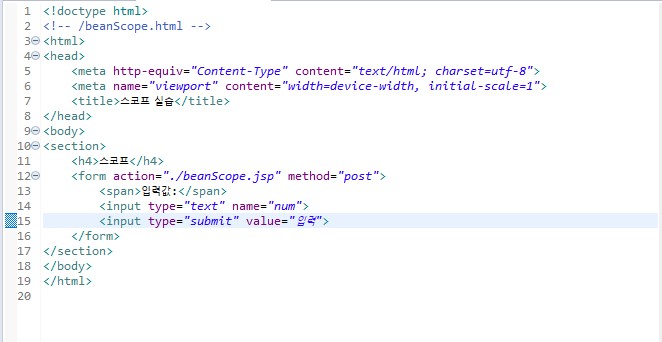 1 <!doctype html>
2 <!-- /beanScope.html -->
3 <html>
4 <head>
5 <meta http-equiv="Content-Type" content="text/html; charset=utf-8">
6 <meta name="viewport" content="width=device-width, initial-scale=1">
7 <title>스코프 실습</title>
8 </head>
9 <body>
10 <section>
11 <h4>스코프</h4>
12 <form action="./beanScope.jsp" method="post">
13 <span>입력값:</span>
14 <input type="text" name="num">
15 <input type="submit" value="입력">
16 </form>
17 </section>
18 </body>
19 </html>
20